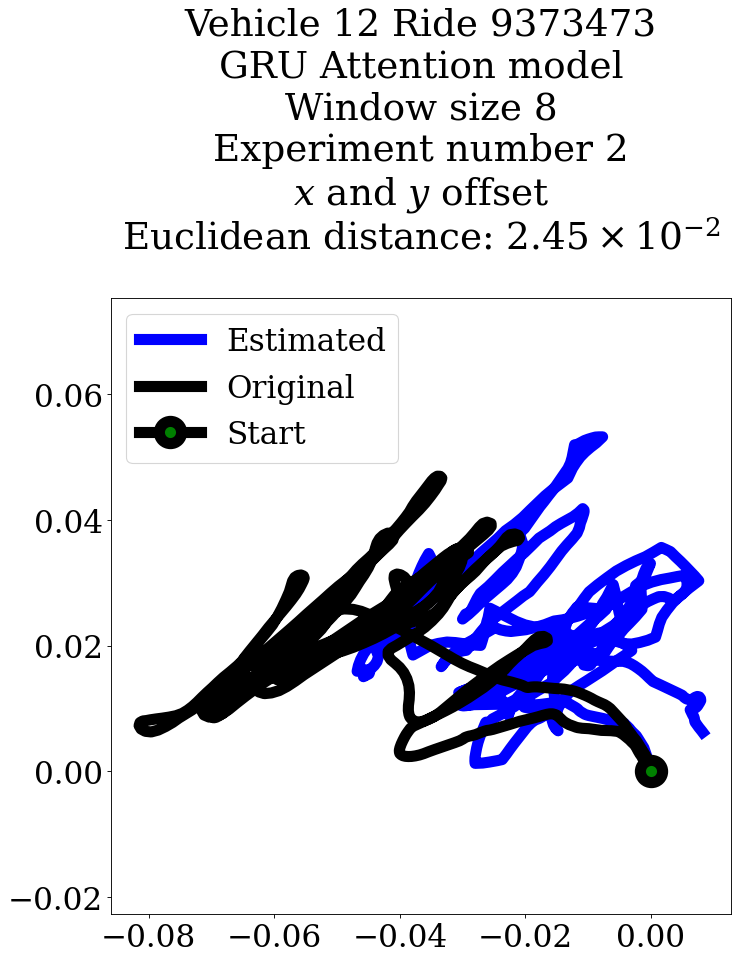 Vehicle 12 Ride 9373473
GRU Attention model
Window size 8
Experiment number 2
x and y offset
Euclidean distance: 2.45 × 10⁻²
Estimated
Original
Start
0.06
0.04
0.02
0.00
−0.02
−0.08
−0.06
−0.04
−0.02
0.00